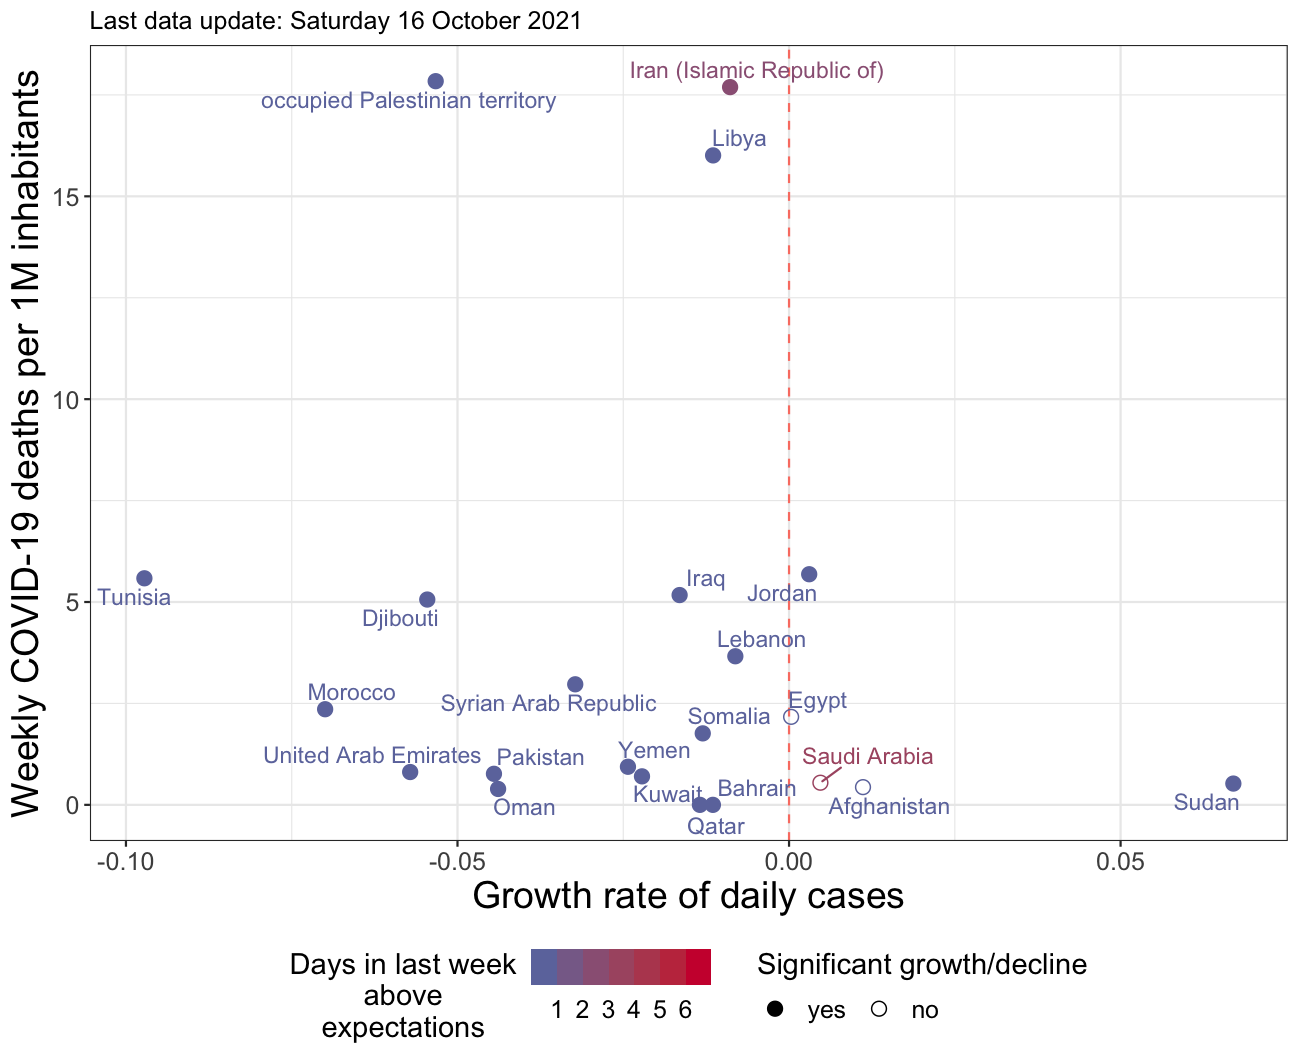 Last data update: Saturday 16 October 2021
Weekly COVID-19 deaths per 1M inhabitants
15
10
5
0
Iran (Islamic Republic of)
occupied Palestinian territory
Libya
Iraq
Tunisia
Jordan
Djibouti
Lebanon
Morocco
Syrian Arab Republic
Egypt
Somalia
Yemen
United Arab Emirates
Pakistan
Saudi Arabia
Kuwait
Bahrain
Oman
Afghanistan
Sudan
Qatar
-0.10
-0.05
0.00
0.05
Growth rate of daily cases
Days in last week
above
expectations
1 2 3 4 5 6
Significant growth/decline
yes
no